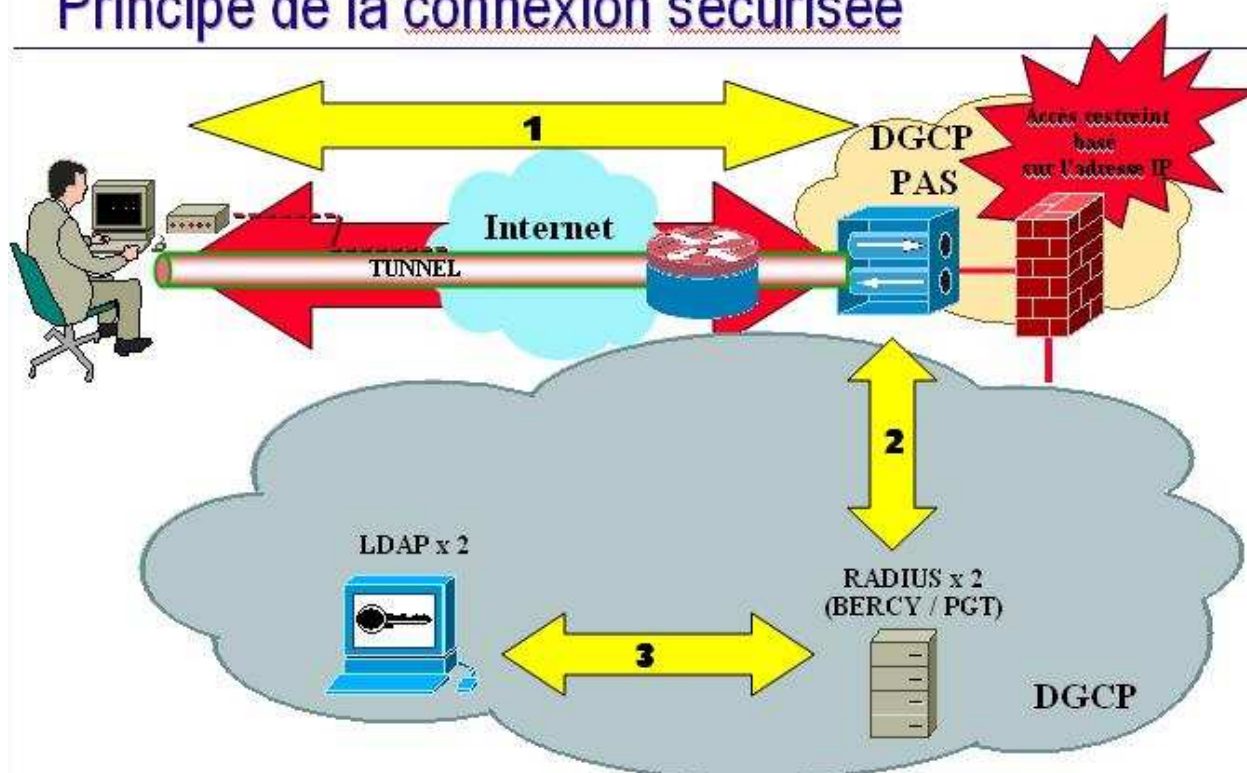 Principe de la connexion sécurisée
1
DGCP
PAS
Accès restreint
basé
sur l'adresse IP
Internet
TUNNEL
2
LDAP x 2
RADIUS x 2
(BERCY / PGT)
3
DGCP